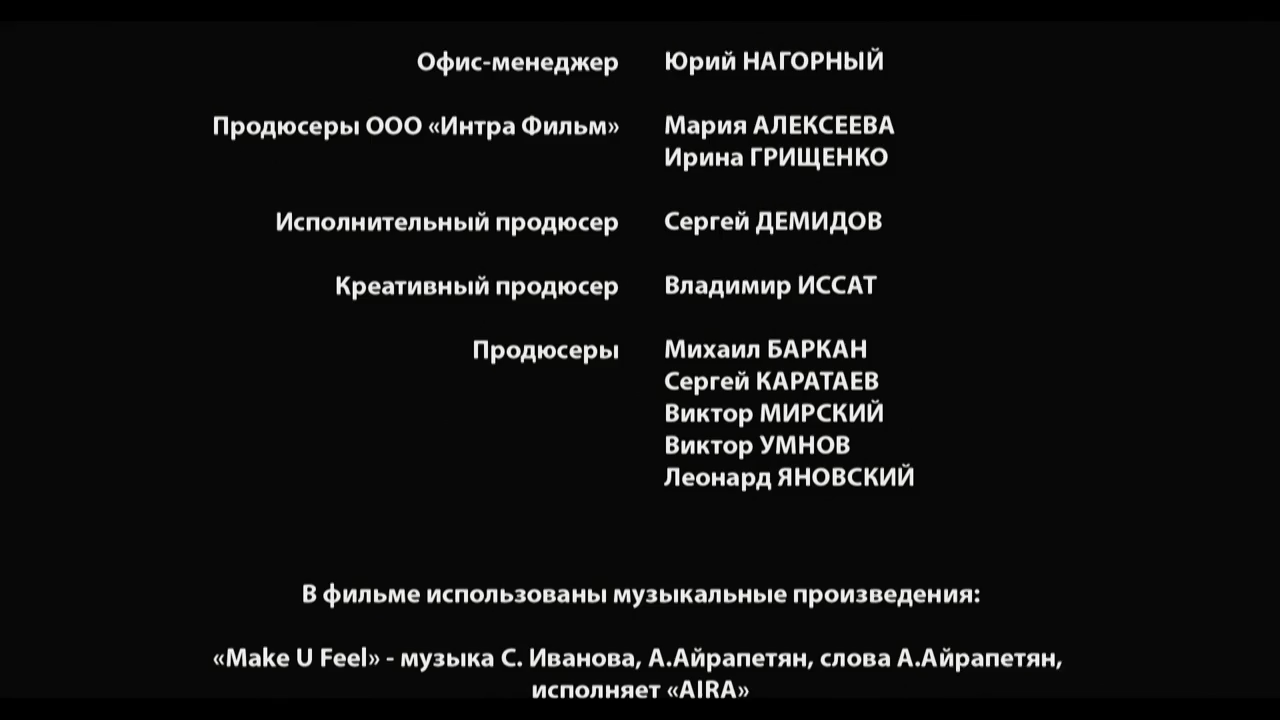 Офис-менеджер Юрий НАГОРНЫЙ
Продюсеры ООО «Интра Фильм» Мария АЛЕКСЕЕВА
Ирина ГРИЩЕНКО
Исполнительный продюсер Сергей ДЕМИДОВ
Креативный продюсер Владимир ИССАТ
Продюсеры Михаил БАРКАН
Сергей КАРАТАЕВ
Виктор МИРСКИЙ
Виктор УМНОВ
Леонард ЯНОВСКИЙ
В фильме использованы музыкальные произведения:
«Make U Feel» - музыка С. Иванова, А.Айрапетян, слова А.Айрапетян,
исполняет «AIRA»